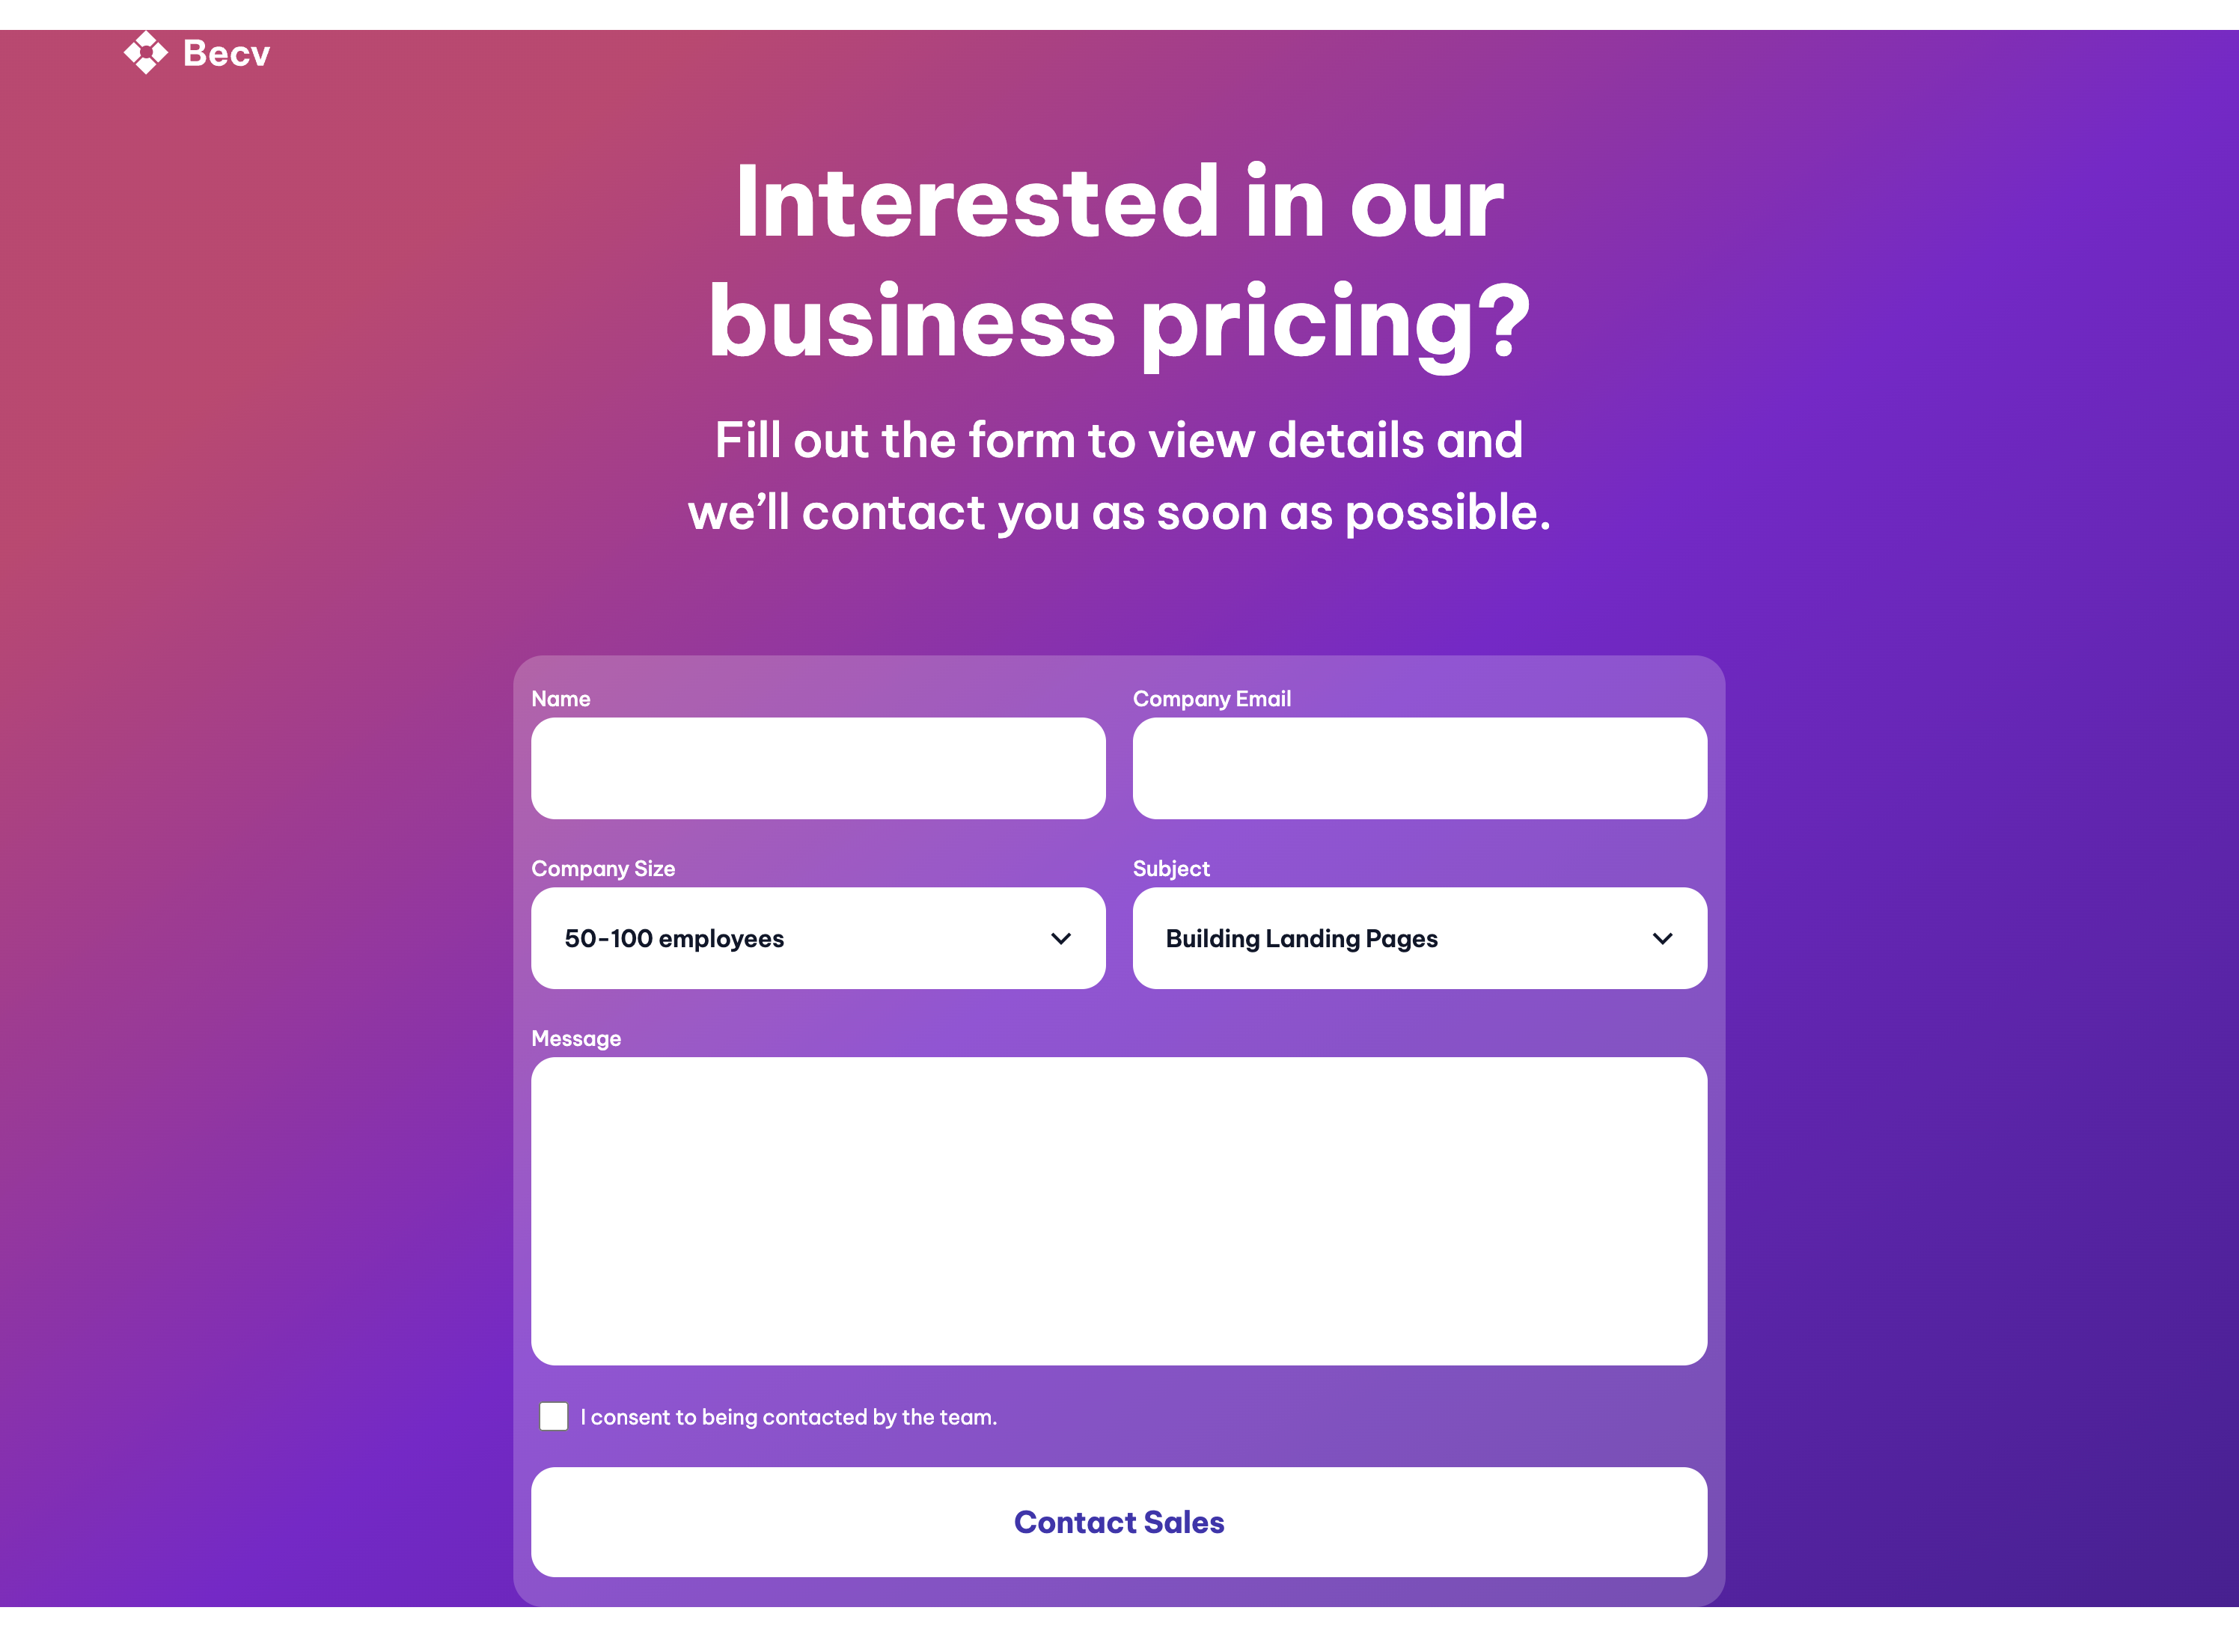 Becv
Interested in our
business pricing?
Fill out the form to view details and
we’ll contact you as soon as possible.
Name
Company Email
Company Size
Subject
50-100 employees
Building Landing Pages
Message
I consent to being contacted by the team.
Contact Sales